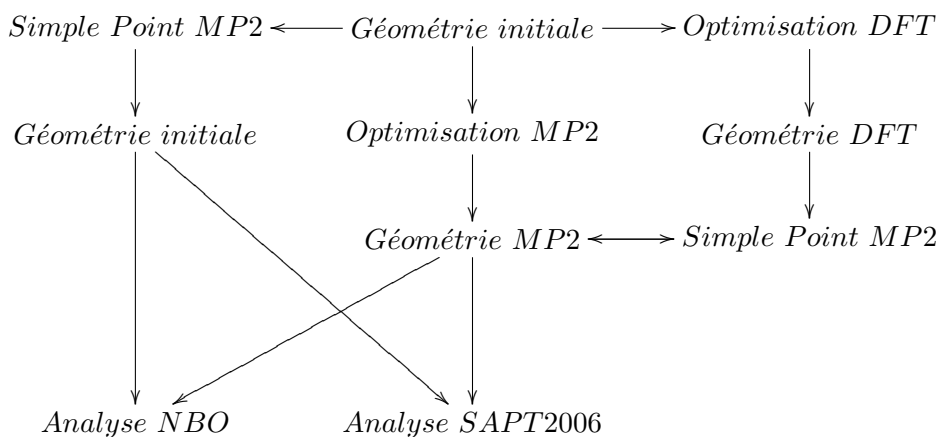 Simple Point MP2 Géométrie initiale Optimisation DFT
Géométrie initiale Optimisation MP2 Géométrie DFT
Géométrie MP2 Simple Point MP2
Analyse NBO Analyse SAPT2006